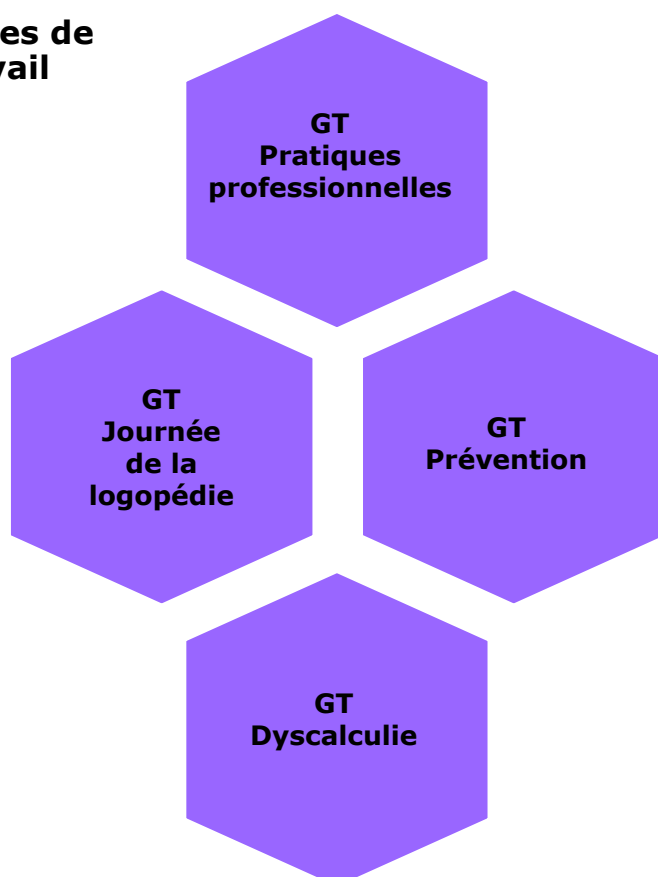 es de
vail
GT
Pratiques
professionnelles
GT
Journée
de la
logopédie
GT
Prévention
GT
Dyscalculie